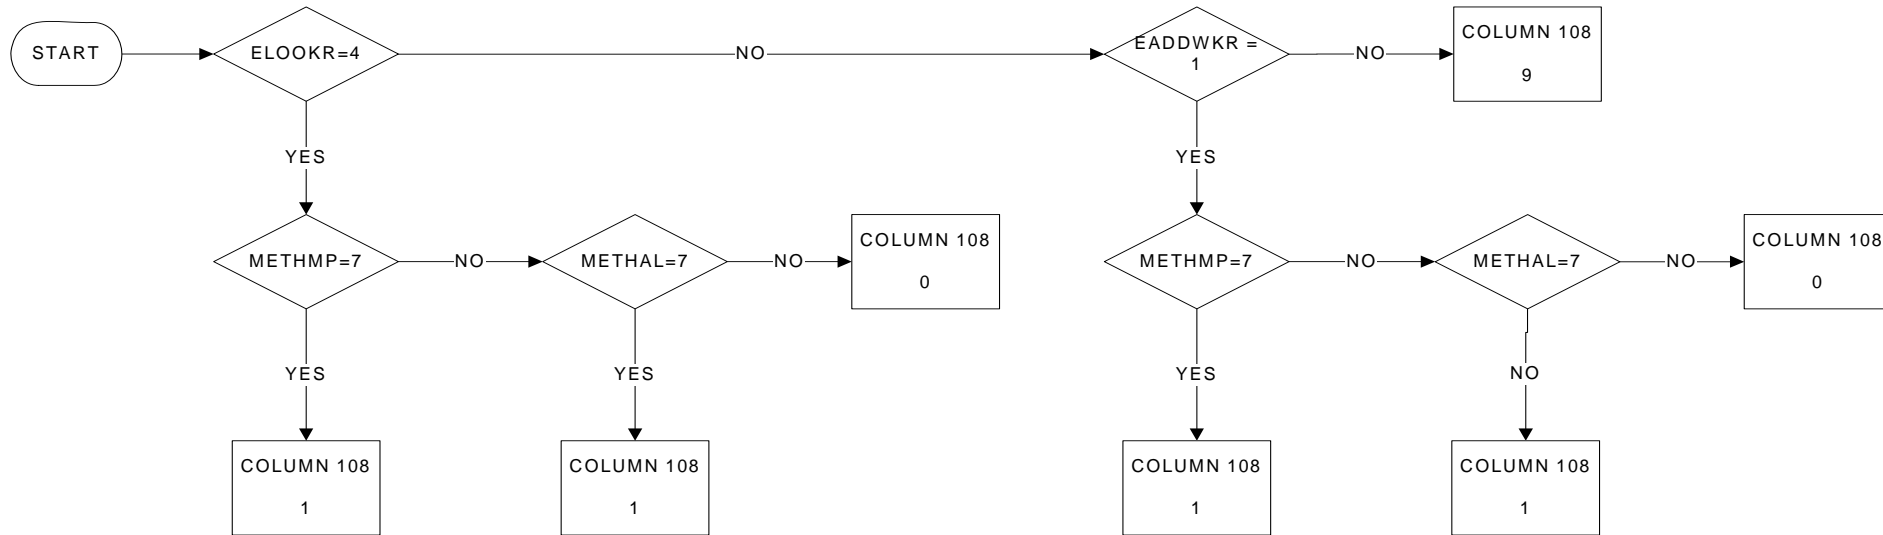 START
ELOOKR=4
NO
EADDWKR =
1
NO
COLUMN 108
9
YES
YES
METHMP=7
NO
METHAL=7
NO
COLUMN 108
0
METHMP=7
NO
METHAL=7
NO
COLUMN 108
0
YES
YES
YES
NO
COLUMN 108
1
COLUMN 108
1
COLUMN 108
1
COLUMN 108
1